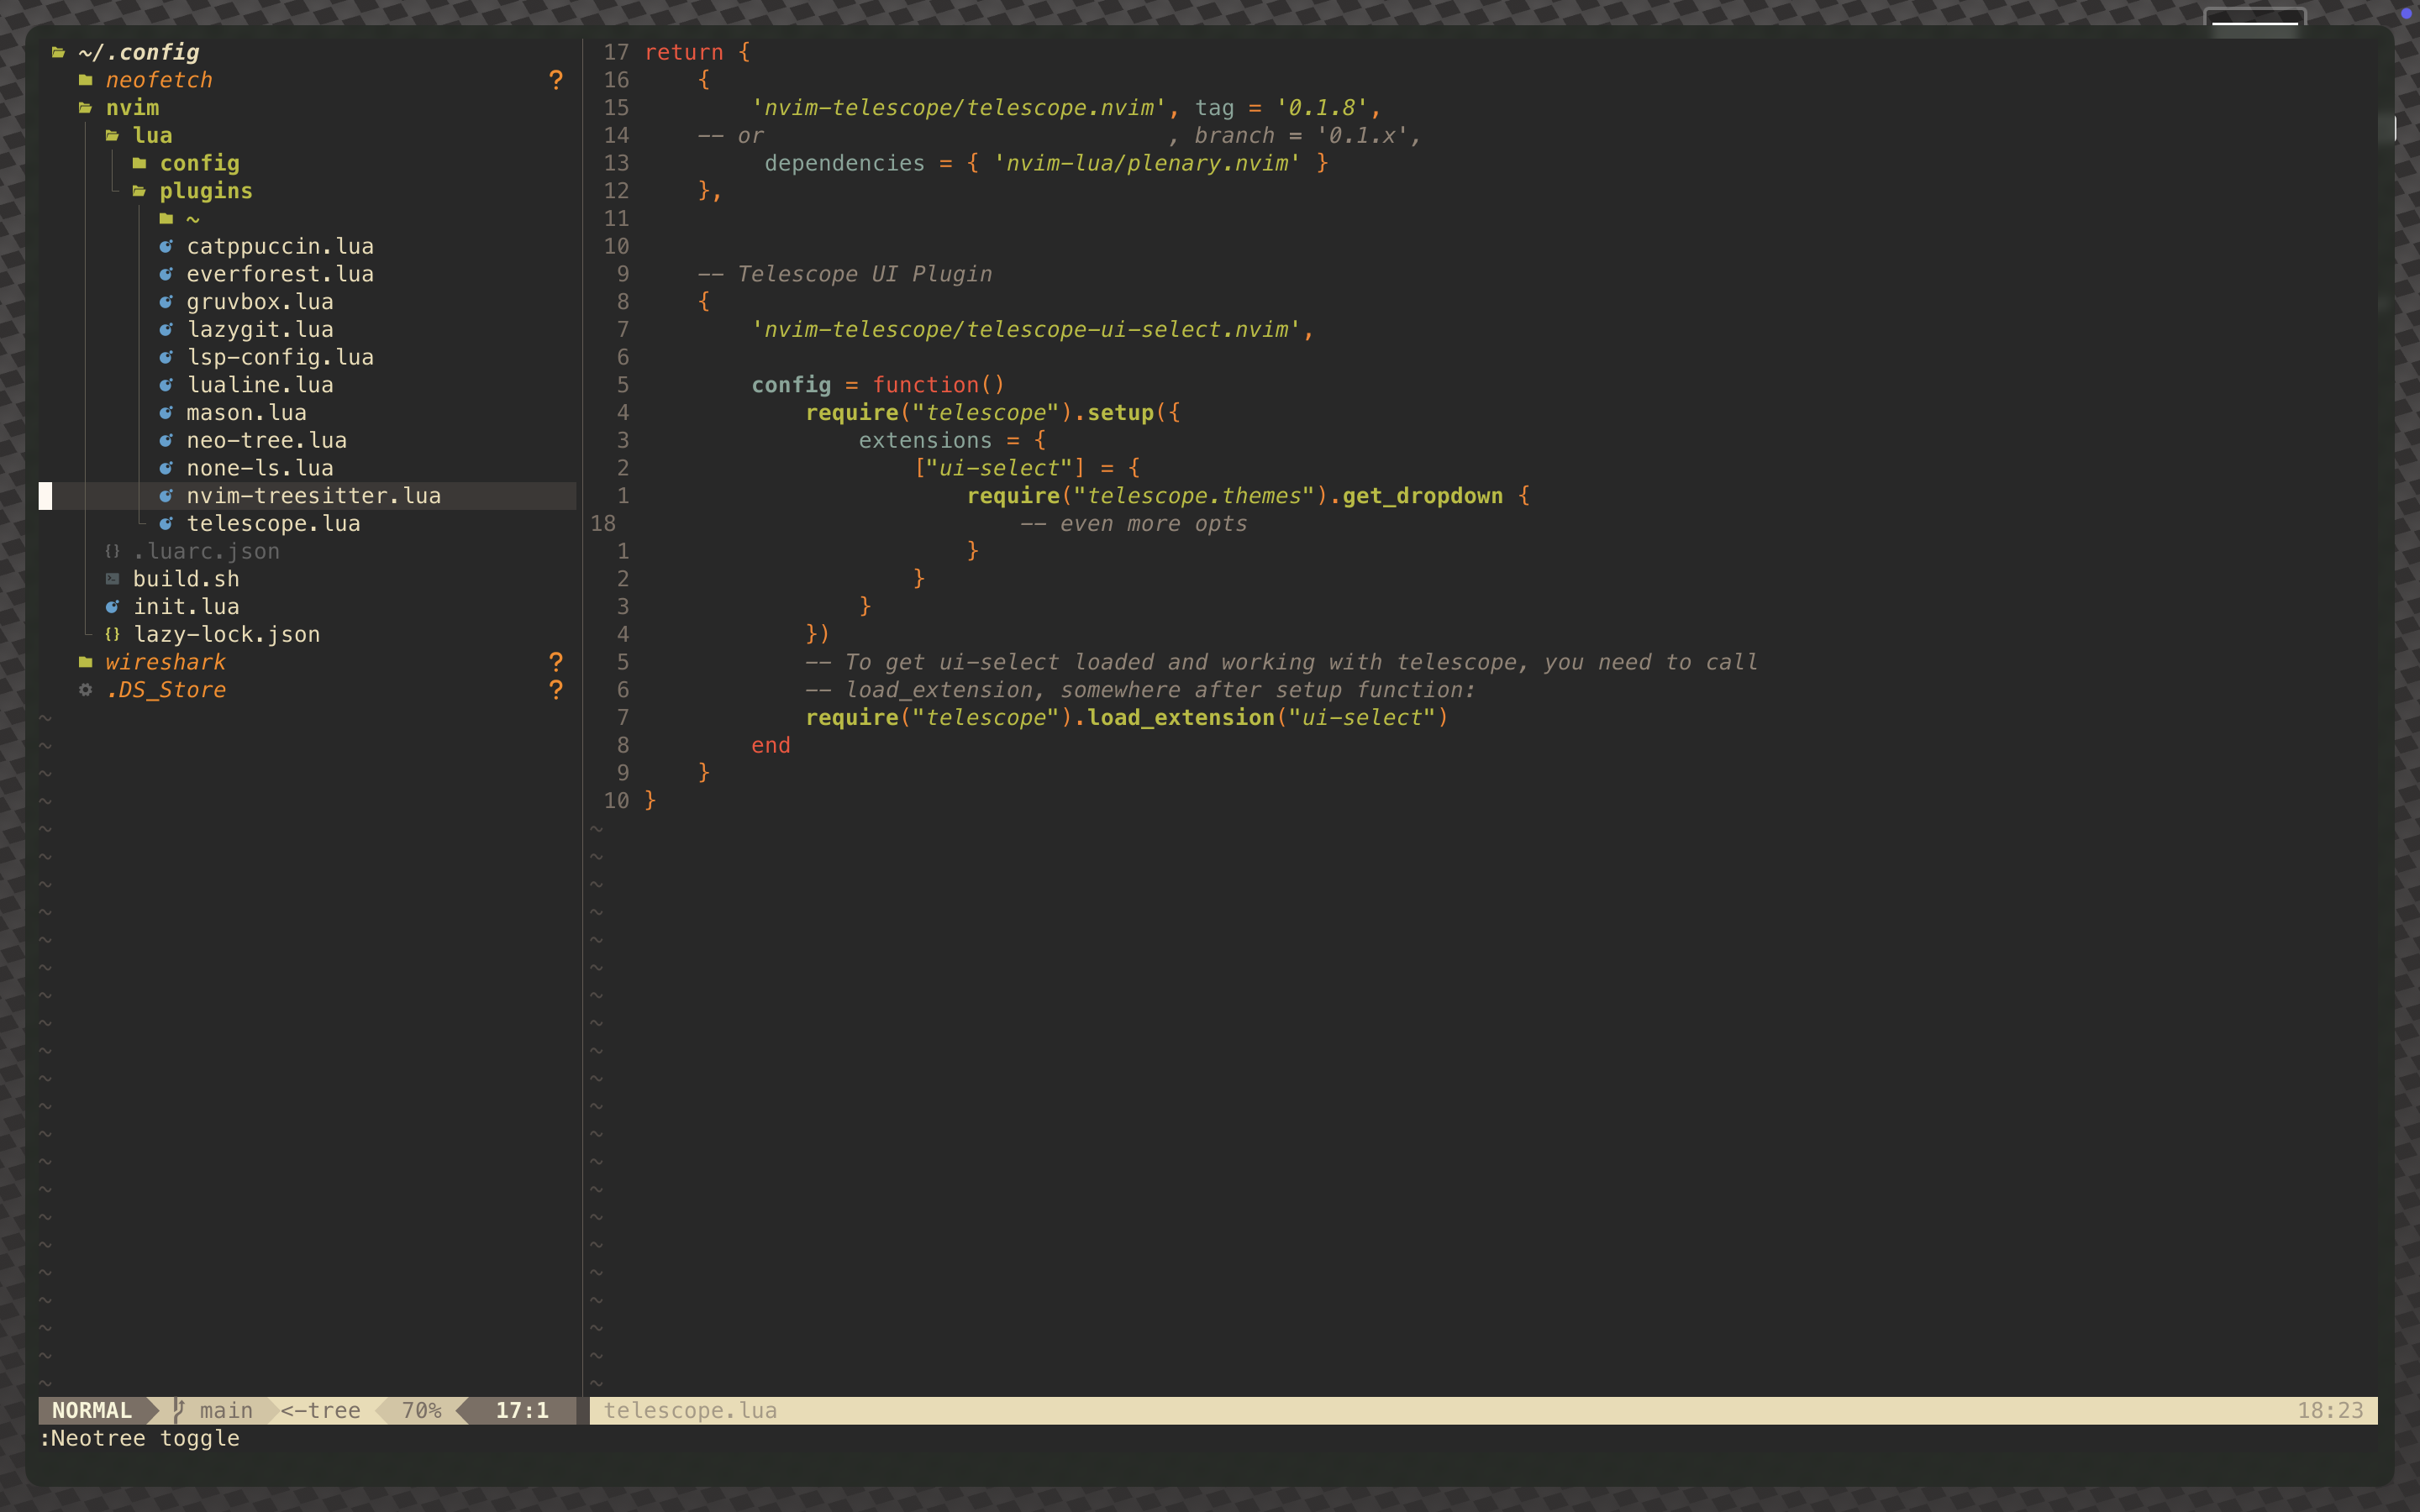 ~/.config
neofetch ?
nvim
lua
config
plugins
~
catppuccin.lua
everforest.lua
gruvbox.lua
lazygit.lua
lsp-config.lua
lualine.lua
mason.lua
neo-tree.lua
none-ls.lua
nvim-treesitter.lua
telescope.lua
.luarc.json
build.sh
init.lua
lazy-lock.json
wireshark ?
.DS_Store ?
17 return {
16     {
15         'nvim-telescope/telescope.nvim', tag = '0.1.8',
14     -- or                              , branch = '0.1.x',
13          dependencies = { 'nvim-lua/plenary.nvim' }
12     },
11
10
9     -- Telescope UI Plugin
8     {
7         'nvim-telescope/telescope-ui-select.nvim',
6
5         config = function()
4             require("telescope").setup({
3                 extensions = {
2                     ["ui-select"] = {
1                         require("telescope.themes").get_dropdown {
18                             -- even more opts
1                         }
2                     }
3                 }
4             })
5             -- To get ui-select loaded and working with telescope, you need to call
6             -- load_extension, somewhere after setup function:
7             require("telescope").load_extension("ui-select")
8         end
9     }
10 }
NORMAL main <-tree 70% 17:1 telescope.lua 18:23
:Neotree toggle